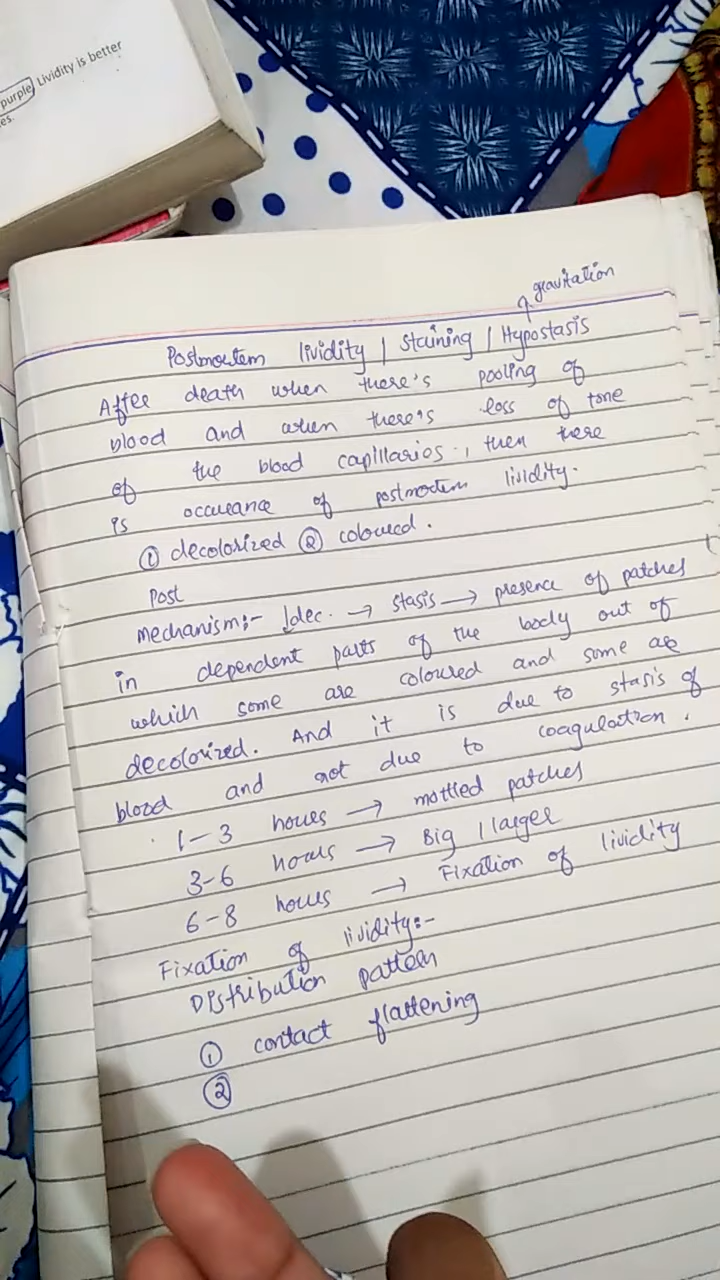 Lividity is better
purple
es.
gravitation
Postmortem lividity / Staining / Hypostasis
After death when there's pooling of
blood and when there's loss of tone
of the blood capillaries, then there
is occurance of postmortem lividity.
① decolorized ② coloured.
Post
mechanism:- ↓dec. → stasis → presence of patches
in dependent parts of the body out of
which some are coloured and some are
decolorized. And it is due to stasis of
blood and not due to coagulation.
1-3 hours → mottled patches
3-6 hours → Big / larger
6-8 hours → Fixation of lividity
Fixation of lividity:-
Distribution pattern
① contact flattening
②